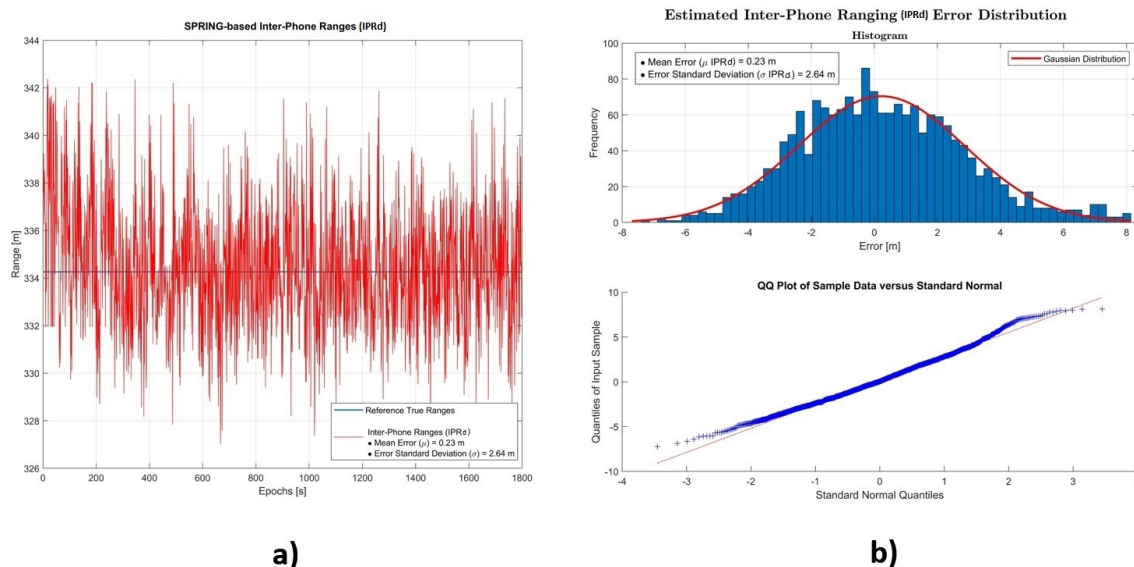 SPRING-based Inter-Phone Ranges (IPRd)
344
342
340
338
336
334
332
330
328
326
Range [m]
0 200 400 600 800 1000 1200 1400 1600 1800
Epochs [s]
Reference True Ranges
Inter-Phone Ranges (IPRd)
● Mean Error (μ) = 0.23 m
● Error Standard Deviation (σ) = 2.64 m
a)
Estimated Inter-Phone Ranging (IPRd) Error Distribution
Histogram
● Mean Error (μ IPRd) = 0.23 m
● Error Standard Deviation (σ IPRd) = 2.64 m
Gaussian Distribution
100
80
60
40
20
0
Frequency
-8 -6 -4 -2 0 2 4 6 8
Error [m]
QQ Plot of Sample Data versus Standard Normal
10
5
0
-5
-10
Quantiles of Input Sample
-4 -3 -2 -1 0 1 2 3
Standard Normal Quantiles
b)